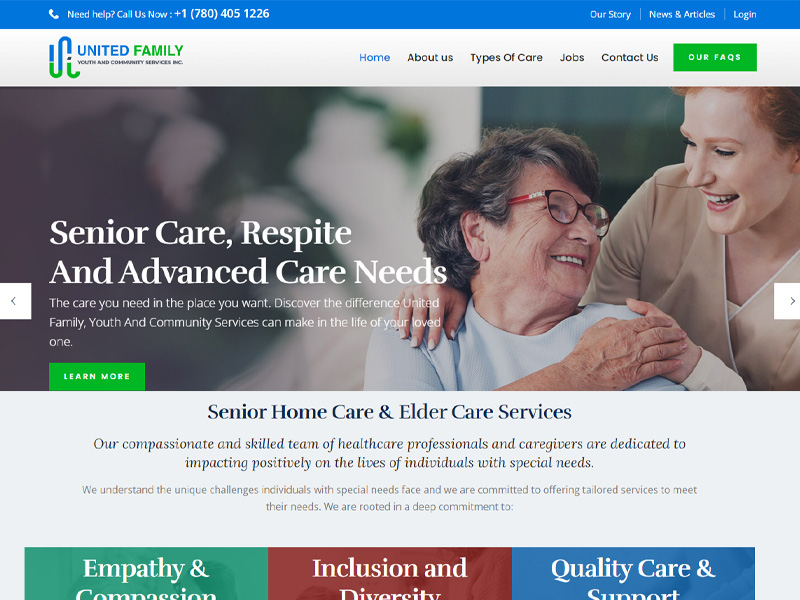 Need help? Call Us Now : +1 (780) 405 1226
Our Story
News & Articles
Login
UNITED FAMILY
YOUTH AND COMMUNITY SERVICES INC.
Home
About us
Types Of Care
Jobs
Contact Us
OUR FAQS
Senior Care, Respite
And Advanced Care Needs
The care you need in the place you want. Discover the difference United
Family, Youth And Community Services can make in the life of your loved
one.
LEARN MORE
Senior Home Care & Elder Care Services
Our compassionate and skilled team of healthcare professionals and caregivers are dedicated to
impacting positively on the lives of individuals with special needs.
We understand the unique challenges individuals with special needs face and we are committed to offering tailored services to meet
their needs. We are rooted in a deep commitment to:
Empathy &
Compassion
Inclusion and
Diversity
Quality Care &
Support